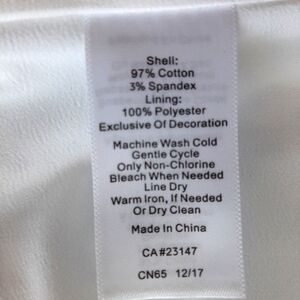 Shell:
97% Cotton
3% Spandex
Lining:
100% Polyester
Exclusive Of Decoration
Machine Wash Cold
Gentle Cycle
Only Non-Chlorine
Bleach When Needed
Line Dry
Warm Iron, If Needed
Or Dry Clean
Made In China
CA#23147
CN65 12/17